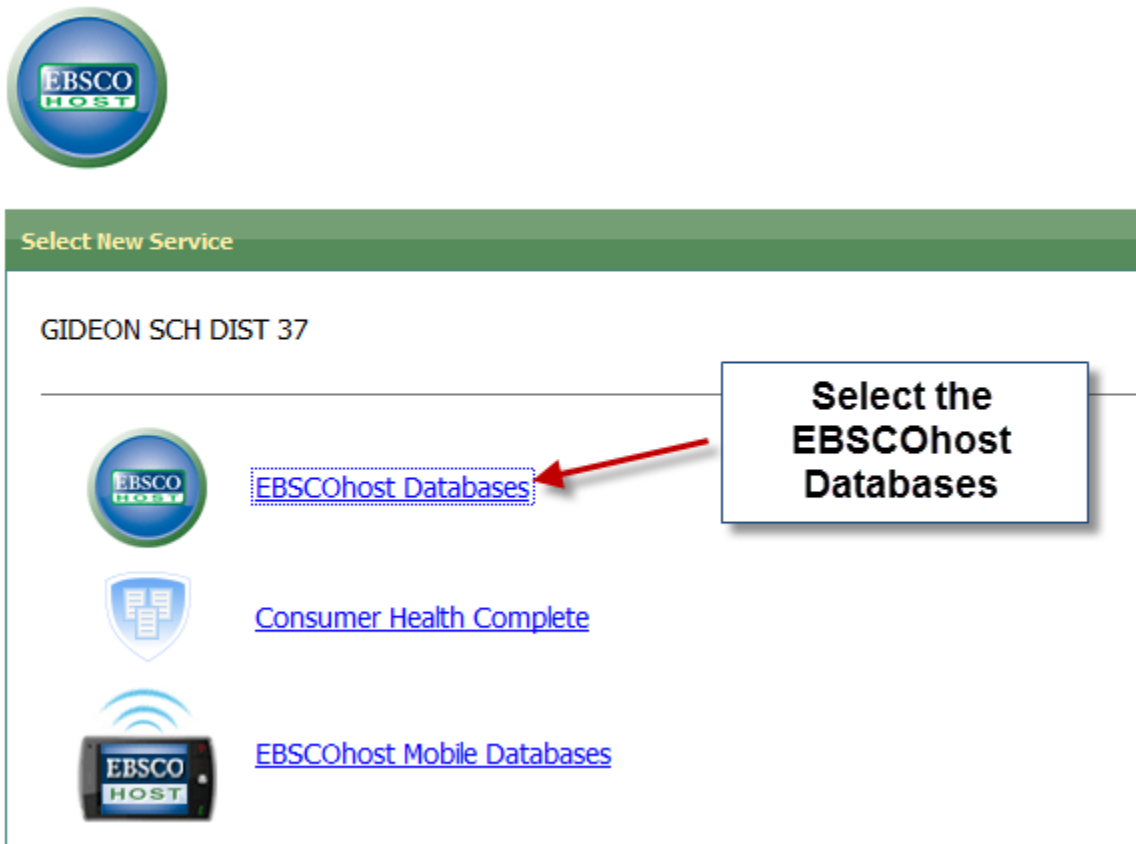 EBSCO
HOST
Select New Service
GIDEON SCH DIST 37
Select the
EBSCOhost
Databases
EBSCO
HOST
EBSCOhost Databases
Consumer Health Complete
EBSCO
HOST
EBSCOhost Mobile Databases